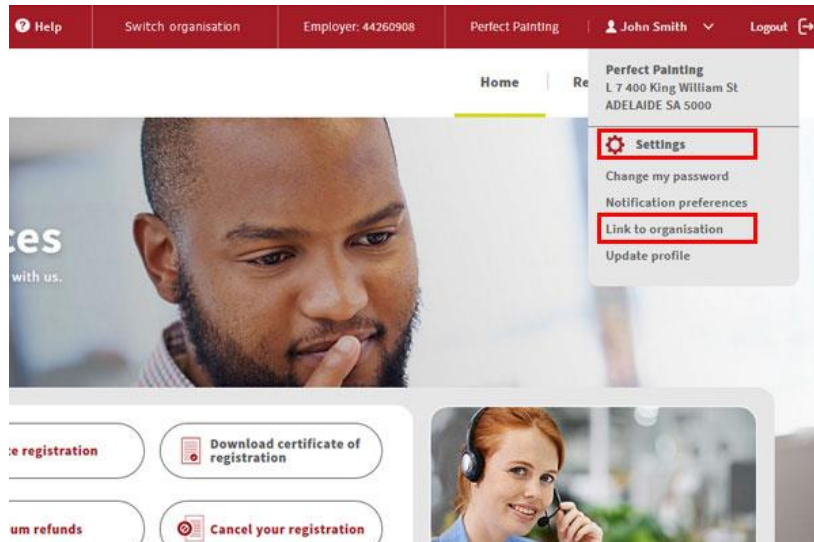 Help Switch organisation Employer: 44260908 Perfect Painting John Smith Logout
Home
Perfect Painting
L 7 400 King William St
ADELAIDE SA 5000
Settings
Change my password
Notification preferences
Link to organisation
Update profile
with us.
registration
Download certificate of
registration
refunds
Cancel your registration